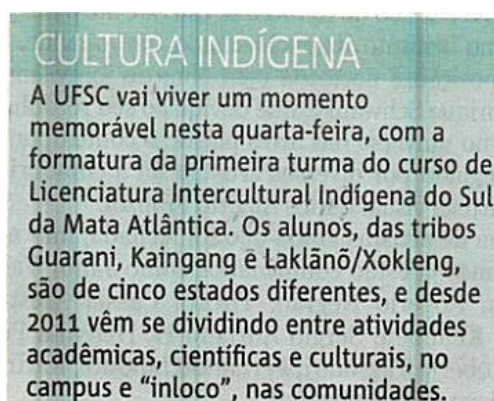 CULTURA INDÍGENA
A UFSC vai viver um momento
memorável nesta quarta-feira, com a
formatura da primeira turma do curso de
Licenciatura Intercultural Indígena do Sul
da Mata Atlântica. Os alunos, das tribos
Guarani, Kaingang e Laklãnõ/Xokleng,
são de cinco estados diferentes, e desde
2011 vêm se dividindo entre atividades
acadêmicas, científicas e culturais, no
campus e “inloco”, nas comunidades.